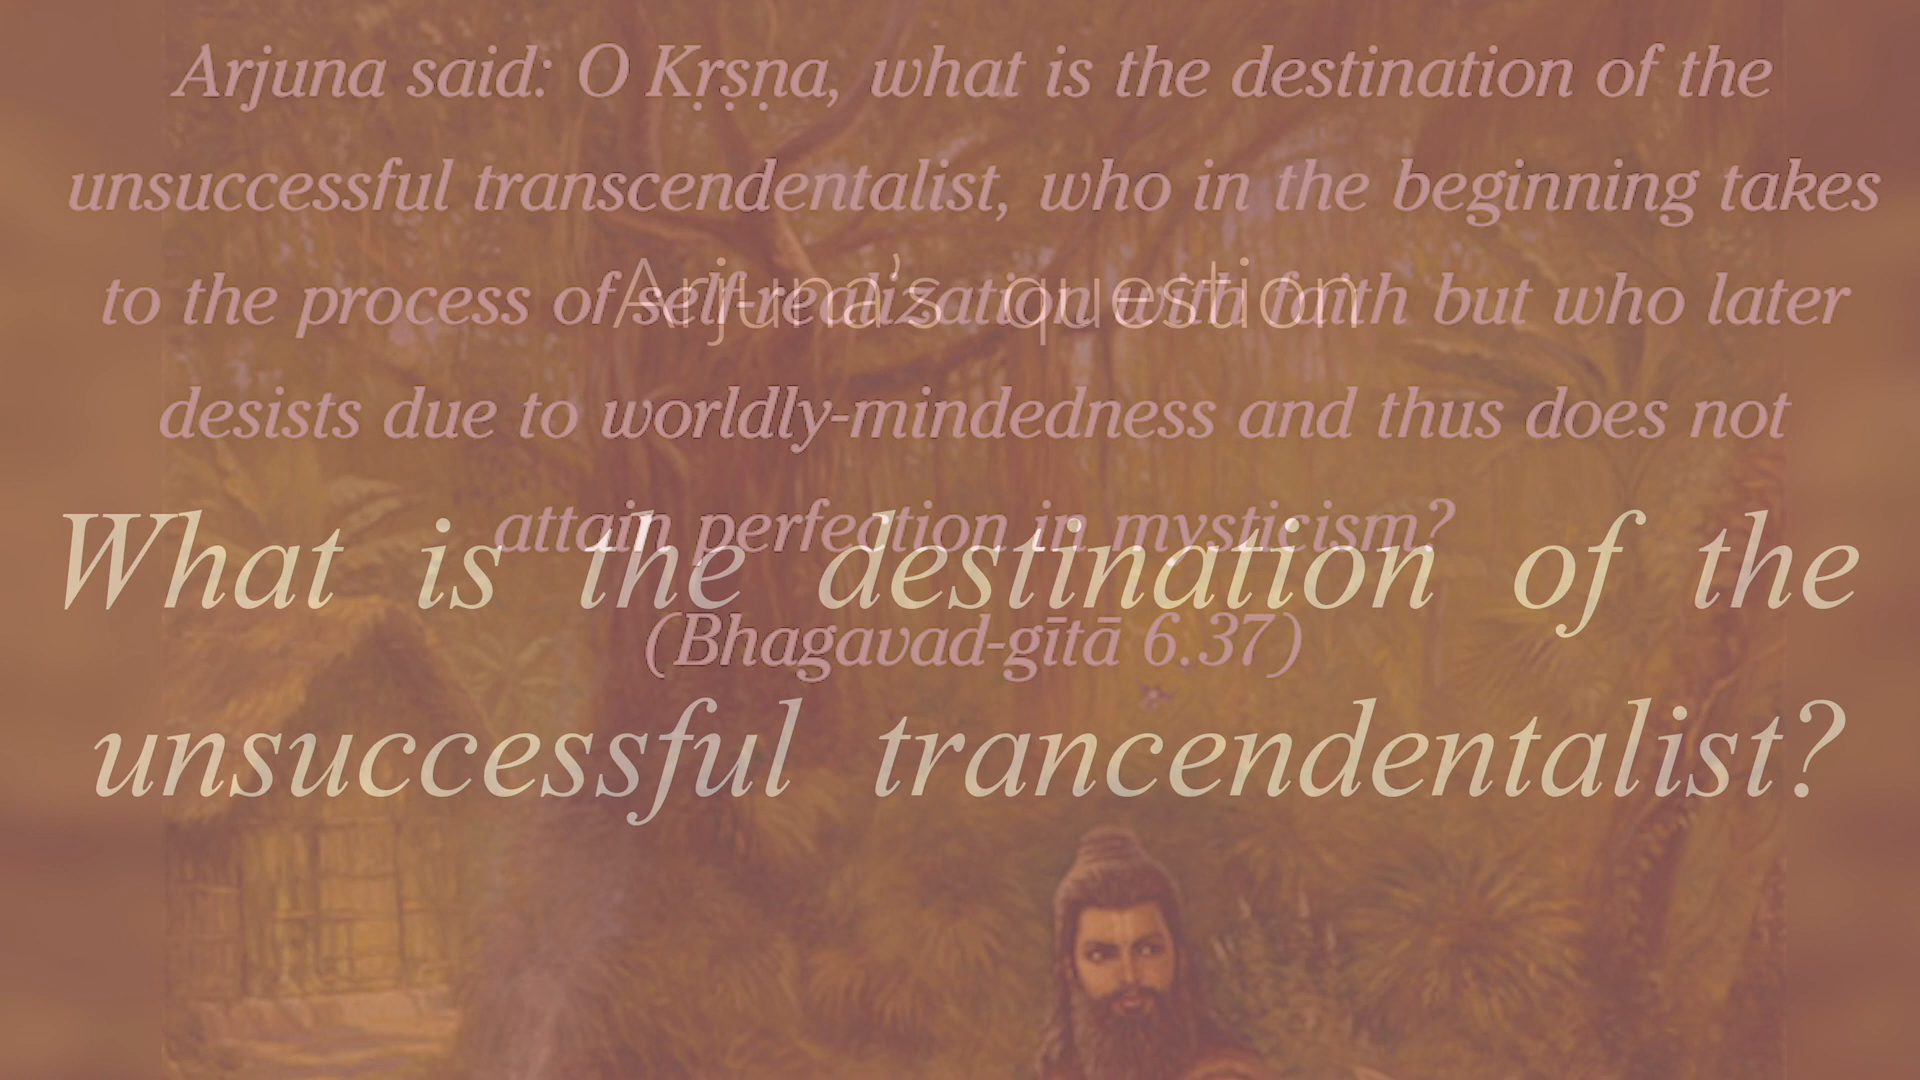 Arjuna said: O Kṛṣṇa, what is the destination of the
unsuccessful transcendentalist, who in the beginning takes
to the process of self-realization with faith but who later
desists due to worldly-mindedness and thus does not
attain perfection in mysticism?
(Bhagavad-gītā 6.37)
Arjuna's question
What is the destination of the
unsuccessful trancendentalist?